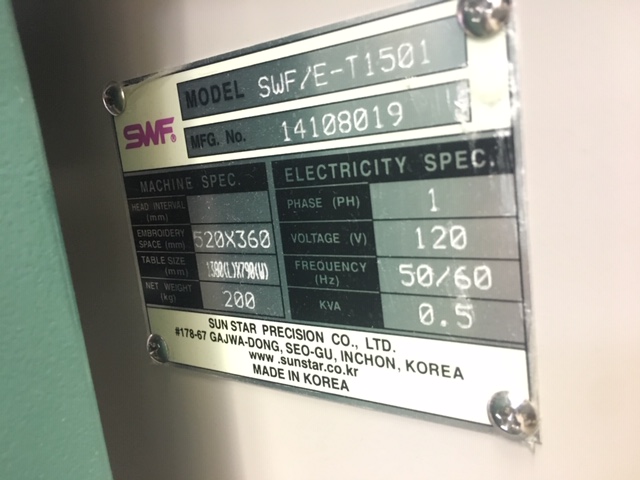 MODEL SWF/E-T1501
SWF®
MFG. No. 14108019
MACHINE SPEC.
HEAD INTERVAL (mm)
EMBROIDERY SPACE (mm) 520X360
TABLE SIZE (mm) 1380(L)X790(W)
NET WEIGHT (kg) 200
ELECTRICITY SPEC.
PHASE (PH) 1
VOLTAGE (V) 120
FREQUENCY (Hz) 50/60
KVA 0.5
SUN STAR PRECISION CO., LTD.
#178-67 GAJWA-DONG, SEO-GU, INCHON, KOREA
www.sunstar.co.kr
MADE IN KOREA